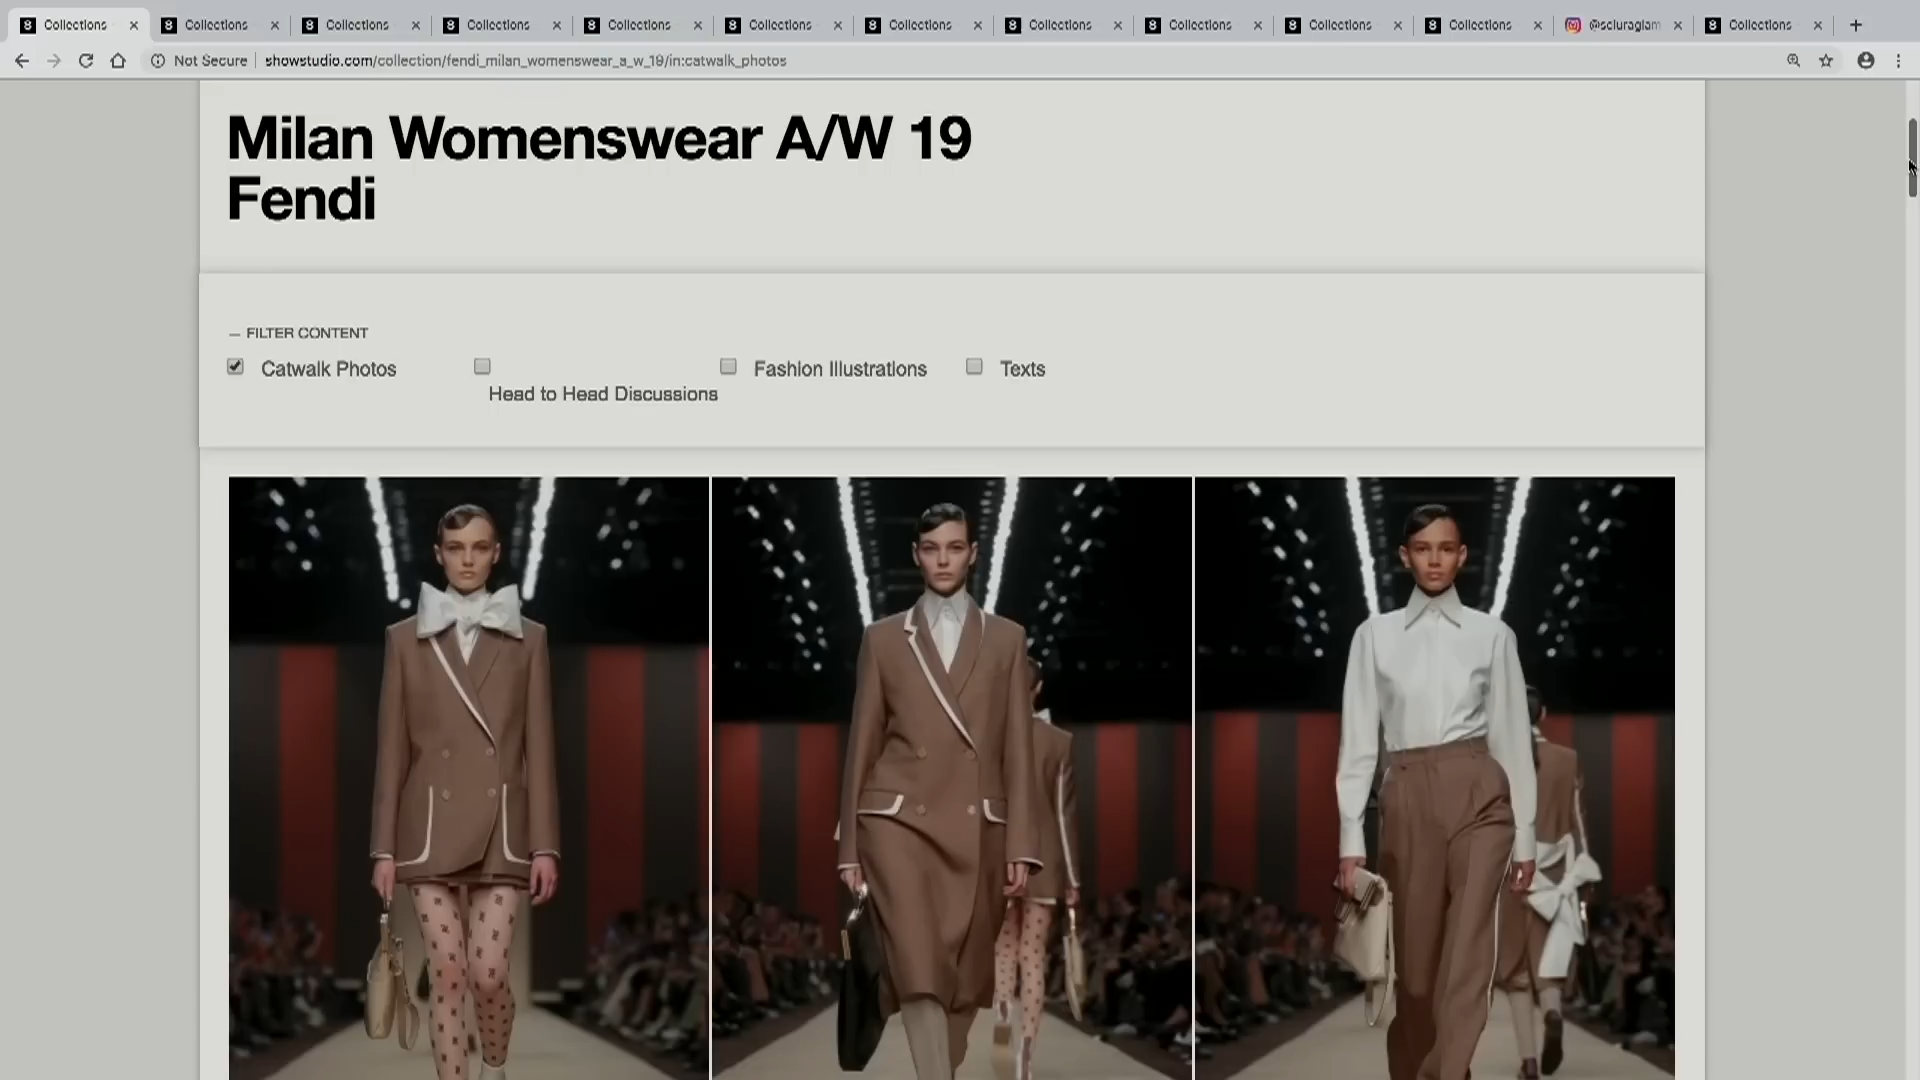 Collections
Collections
Collections
Collections
Collections
Collections
Collections
Collections
Collections
Collections
Collections
@sciuraglam
Collections
Not Secure
showstudio.com/collection/fendi_milan_womenswear_a_w_19/in:catwalk_photos
Milan Womenswear A/W 19
Fendi
– FILTER CONTENT
Catwalk Photos
Head to Head Discussions
Fashion Illustrations
Texts